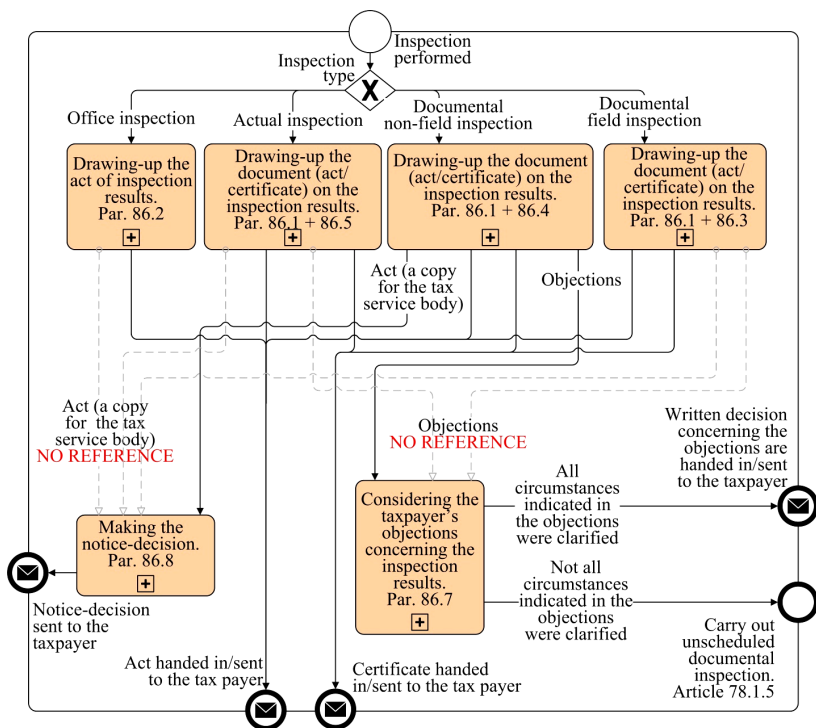 Inspection
performed
Inspection
type
X
Office inspection
Actual inspection
Documental
non-field inspection
Documental
field inspection
Drawing-up the
act of inspection
results.
Par. 86.2
Drawing-up the
document (act/
certificate) on the
inspection results.
Par. 86.1 + 86.5
Drawing-up the document
(act/certificate) on the
inspection results.
Par. 86.1 + 86.4
Drawing-up the
document (act/
certificate) on the
inspection results.
Par. 86.1 + 86.3
Act (a copy
for the tax
service body)
Objections
Act (a copy
for the tax
service body)
NO REFERENCE
Objections
NO REFERENCE
Written decision
concerning the
objections are
handed in/sent
to the taxpayer
Making the
notice-decision.
Par. 86.8
Considering the
taxpayer's
objections
concerning the
inspection
results.
Par. 86.7
All
circumstances
indicated in
the objections
were clarified
Not all
circumstances
indicated in the
objections
were clarified
Notice-decision
sent to the
taxpayer
Act handed in/sent
to the tax payer
Certificate handed
in/sent to the tax payer
Carry out
unscheduled
documental
inspection.
Article 78.1.5